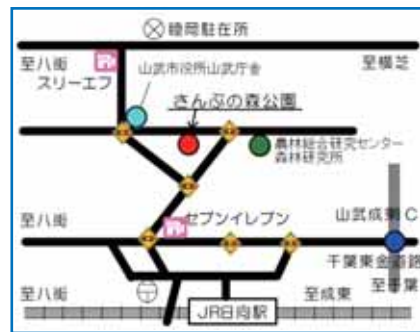 睦岡駐在所
至八街
至横芝
スリーエフ
山武市役所山武庁舎
さんぶの森公園
農林総合研究センター
森林研究所
至八街
セブンイレブン
山武成東IC
千葉東金道路
至千葉
至八街
至成東
JR日向駅